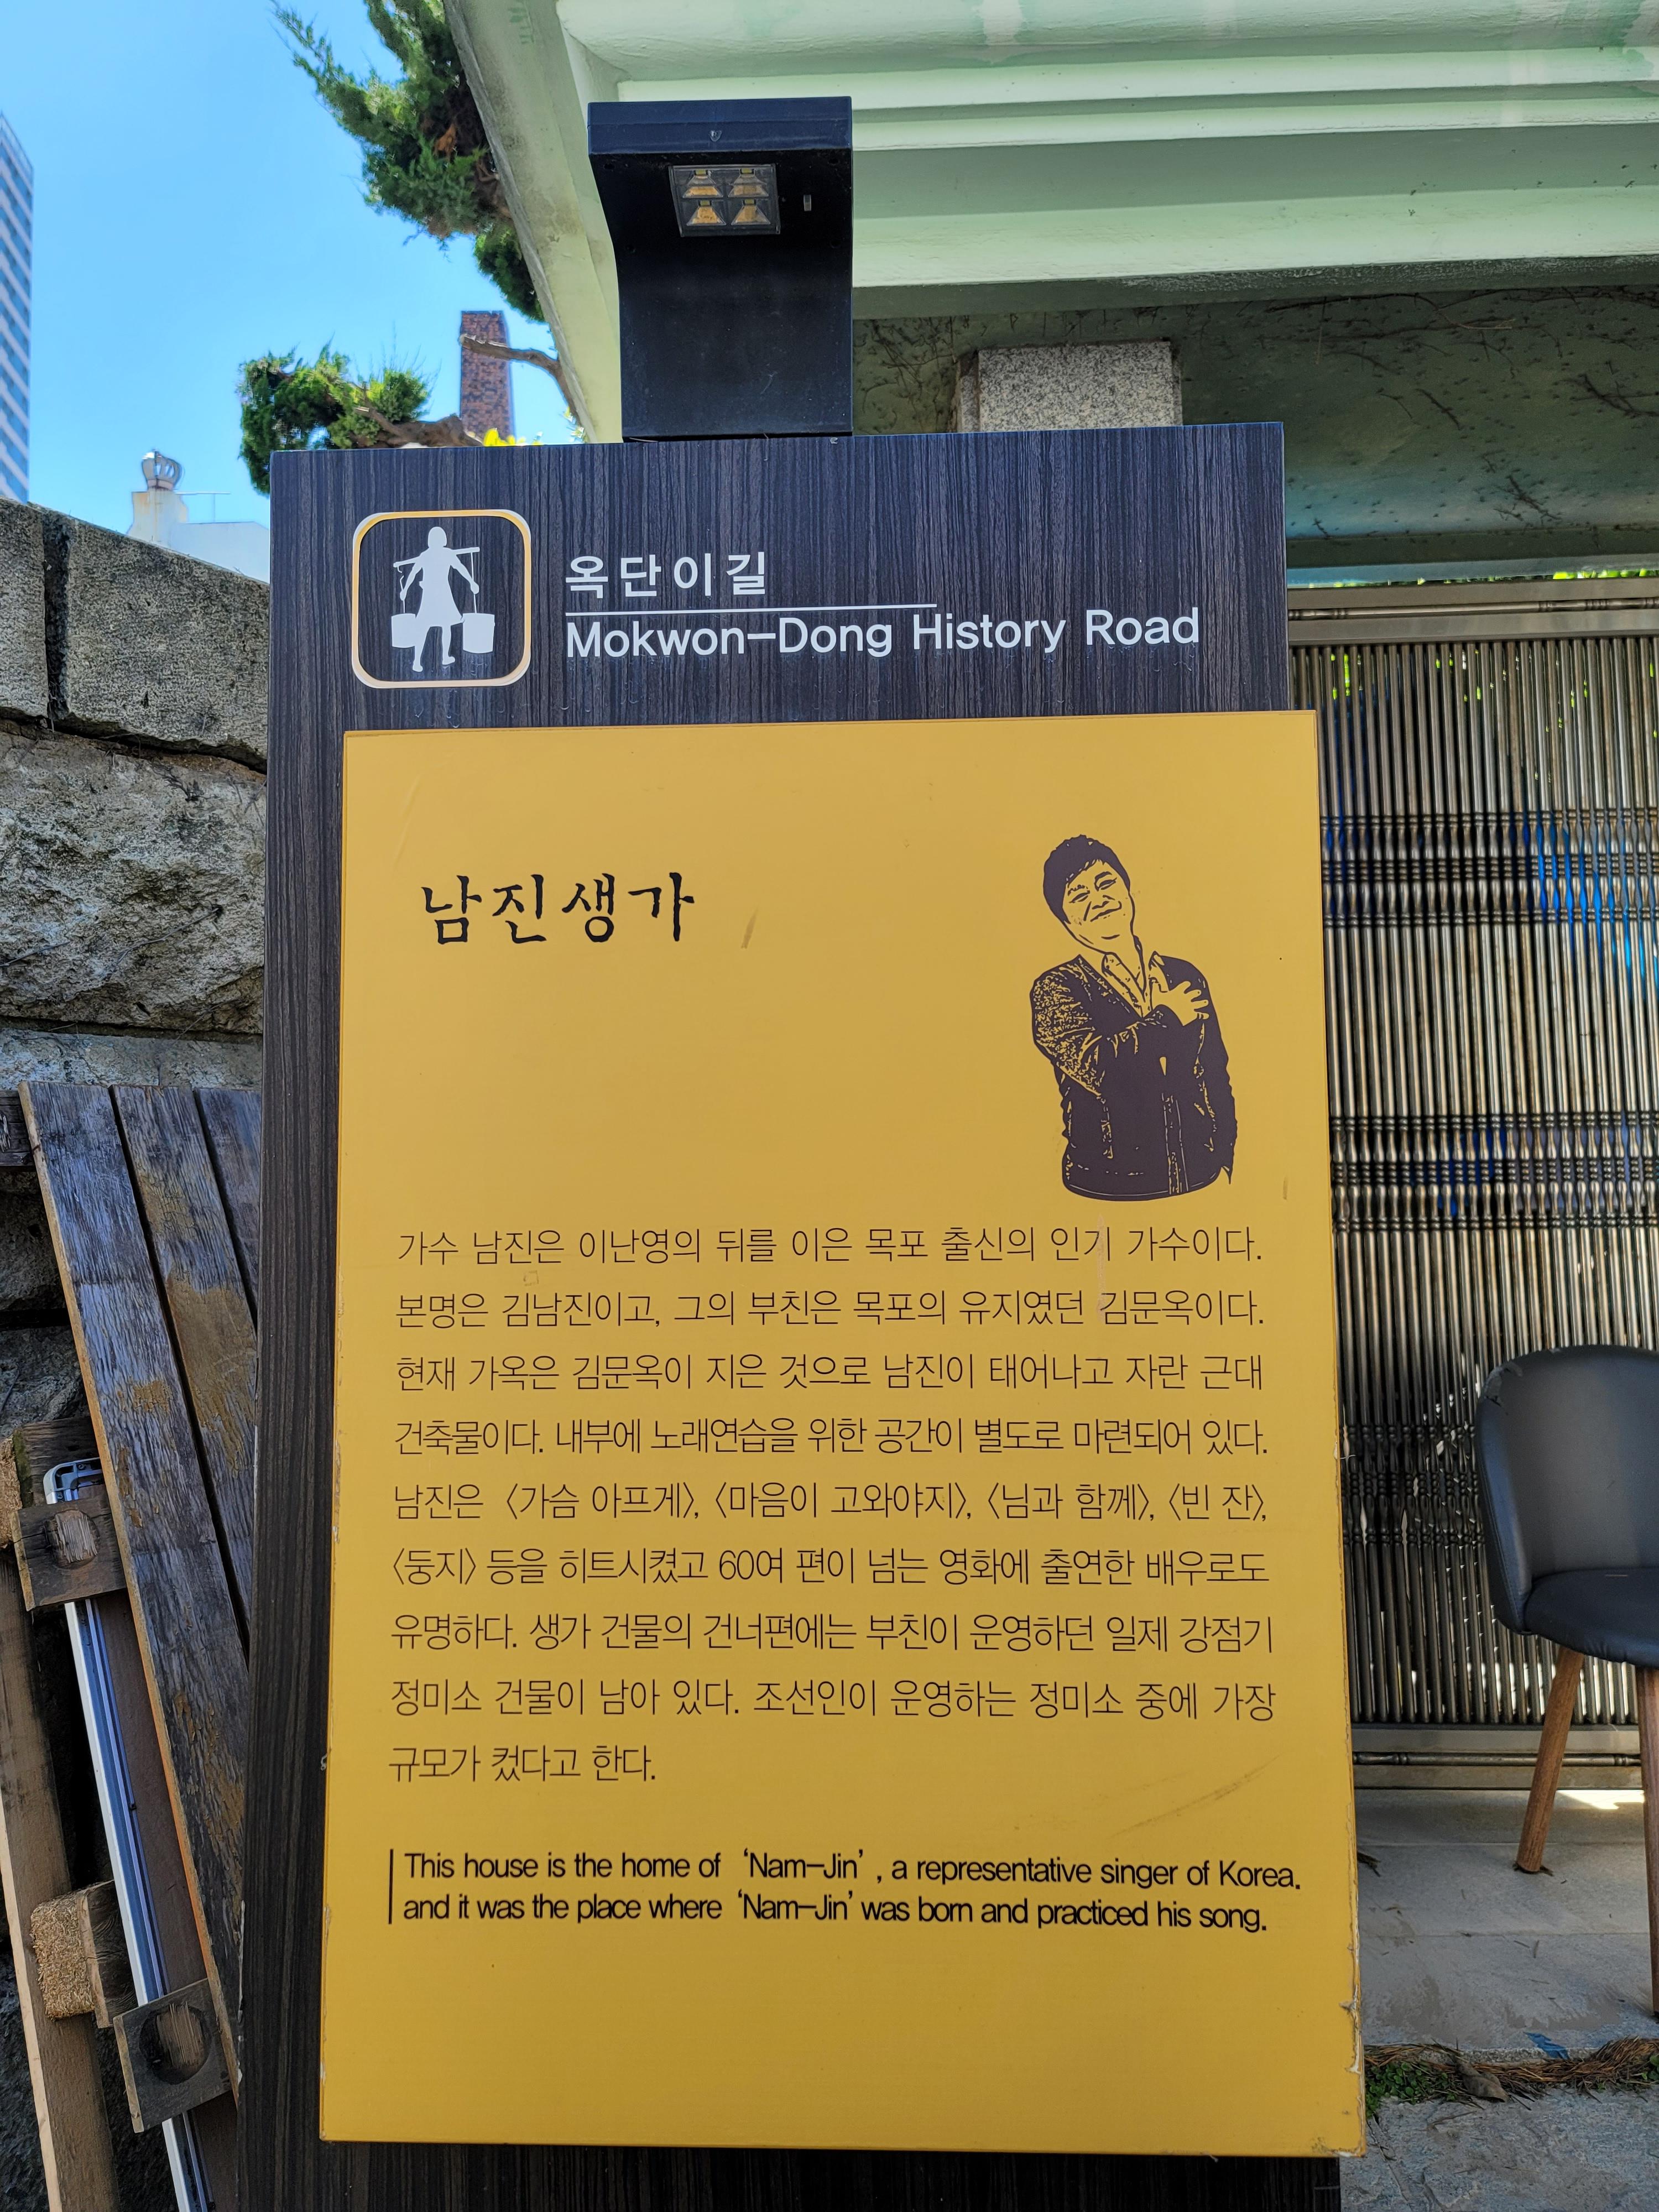 옥단이길
Mokwon-Dong History Road
남진생가
가수 남진은 이난영의 뒤를 이은 목포 출신의 인기 가수이다.
본명은 김남진이고, 그의 부친은 목포의 유지였던 김문옥이다.
현재 가옥은 김문옥이 지은 것으로 남진이 태어나고 자란 근대
건축물이다. 내부에 노래연습을 위한 공간이 별도로 마련되어 있다.
남진은 〈가슴 아프게〉, 〈마음이 고와야지〉, 〈님과 함께〉, 〈빈 잔〉,
〈둥지〉 등을 히트시켰고 60여 편이 넘는 영화에 출연한 배우로도
유명하다. 생가 건물의 건너편에는 부친이 운영하던 일제 강점기
정미소 건물이 남아 있다. 조선인이 운영하는 정미소 중에 가장
규모가 컸다고 한다.
This house is the home of ‘Nam-Jin’, a representative singer of Korea.
and it was the place where ‘Nam-Jin’ was born and practiced his song.